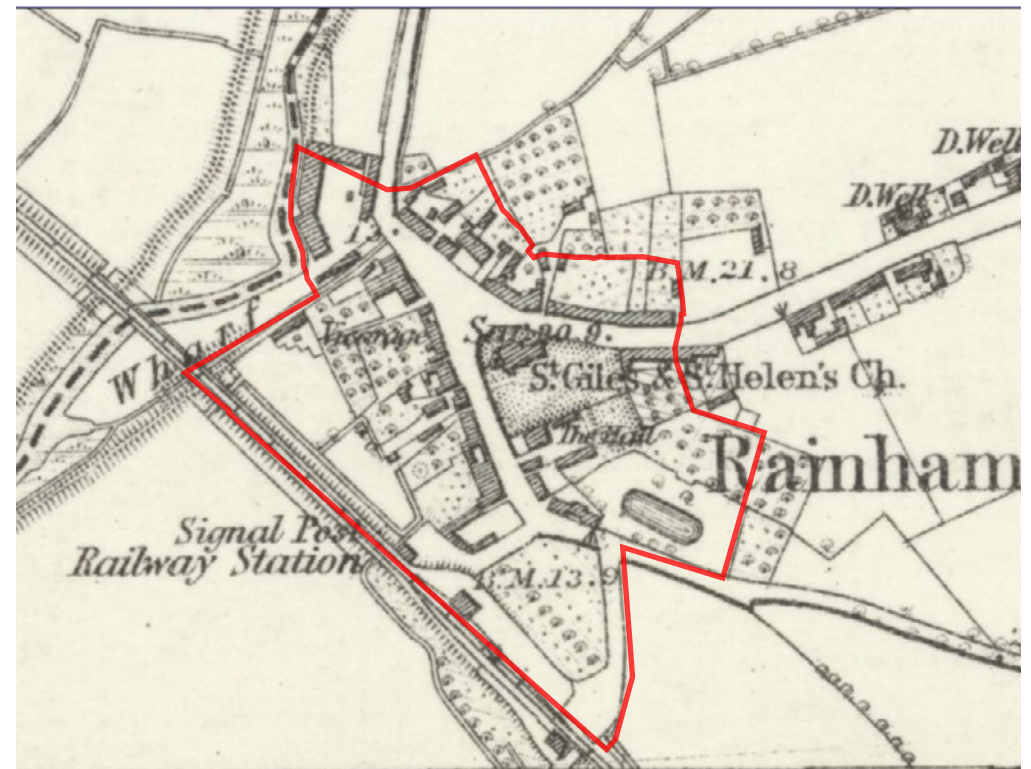 D.Well
D.Well
B.M.21.8
Wharf
Vicarage
St. Giles & St. Helen's Ch.
The Hall
Rainham
Signal Post
Railway Station
B.M.13.9